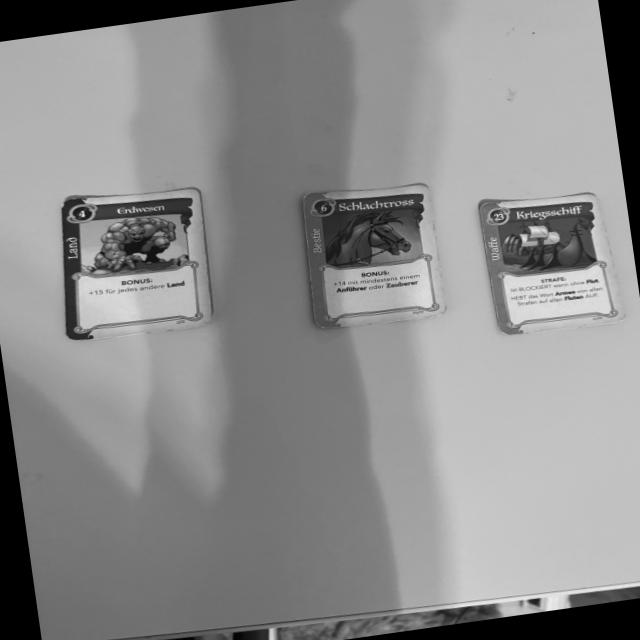 4
Erdwesen
Land
BONUS:
+15 für jedes andere Land
6
Schlachtross
Bestie
BONUS:
+14 mit mindestens einem
Anführer oder Zauberer
23
Kriegsschiff
Waffe
STRAFE:
Ist BLOCKIERT wenn ohne Flut.
HEBT das Wort Armee in den
Strafen auf allen Fluten auf.